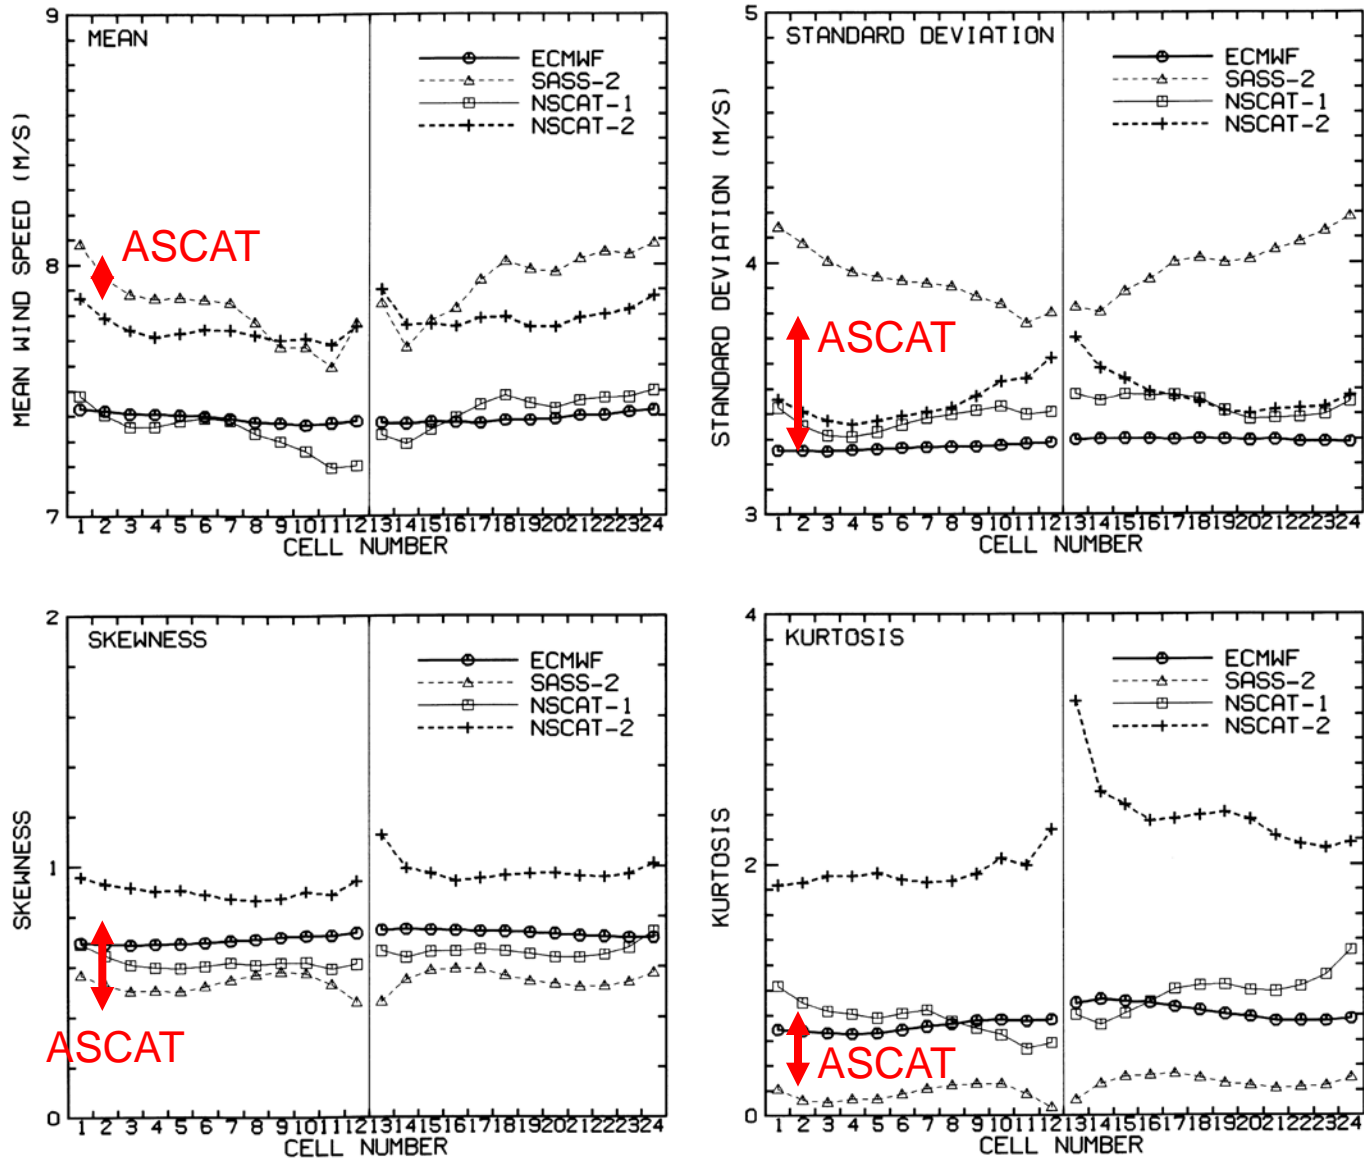 MEAN
ECMWF
SASS-2
NSCAT-1
NSCAT-2
ASCAT
MEAN WIND SPEED (M/S)
9
8
7
1 2 3 4 5 6 7 8 9 10 11 12 13 14 15 16 17 18 19 20 21 22 23 24
CELL NUMBER
STANDARD DEVIATION
ECMWF
SASS-2
NSCAT-1
NSCAT-2
ASCAT
STANDARD DEVIATION (M/S)
5
4
3
1 2 3 4 5 6 7 8 9 10 11 12 13 14 15 16 17 18 19 20 21 22 23 24
CELL NUMBER
SKEWNESS
ECMWF
SASS-2
NSCAT-1
NSCAT-2
ASCAT
SKEWNESS
2
1
0
1 2 3 4 5 6 7 8 9 10 11 12 13 14 15 16 17 18 19 20 21 22 23 24
CELL NUMBER
KURTOSIS
ECMWF
SASS-2
NSCAT-1
NSCAT-2
ASCAT
KURTOSIS
4
2
0
1 2 3 4 5 6 7 8 9 10 11 12 13 14 15 16 17 18 19 20 21 22 23 24
CELL NUMBER